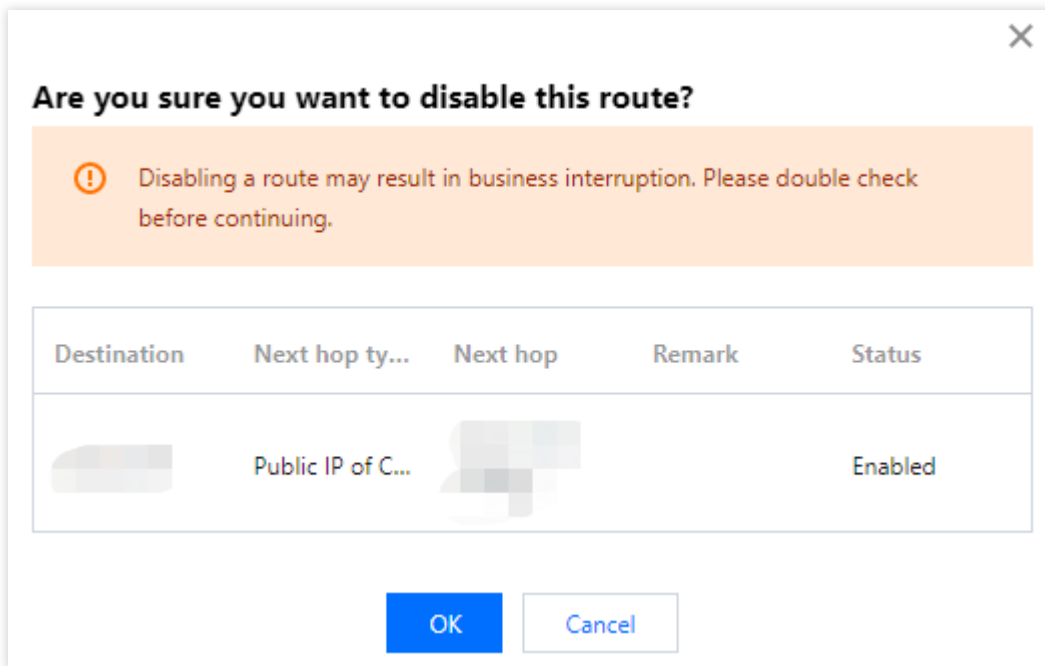 Are you sure you want to disable this route?
Disabling a route may result in business interruption. Please double check
before continuing.
Destination Next hop ty... Next hop Remark Status
Public IP of C... Enabled
OK Cancel